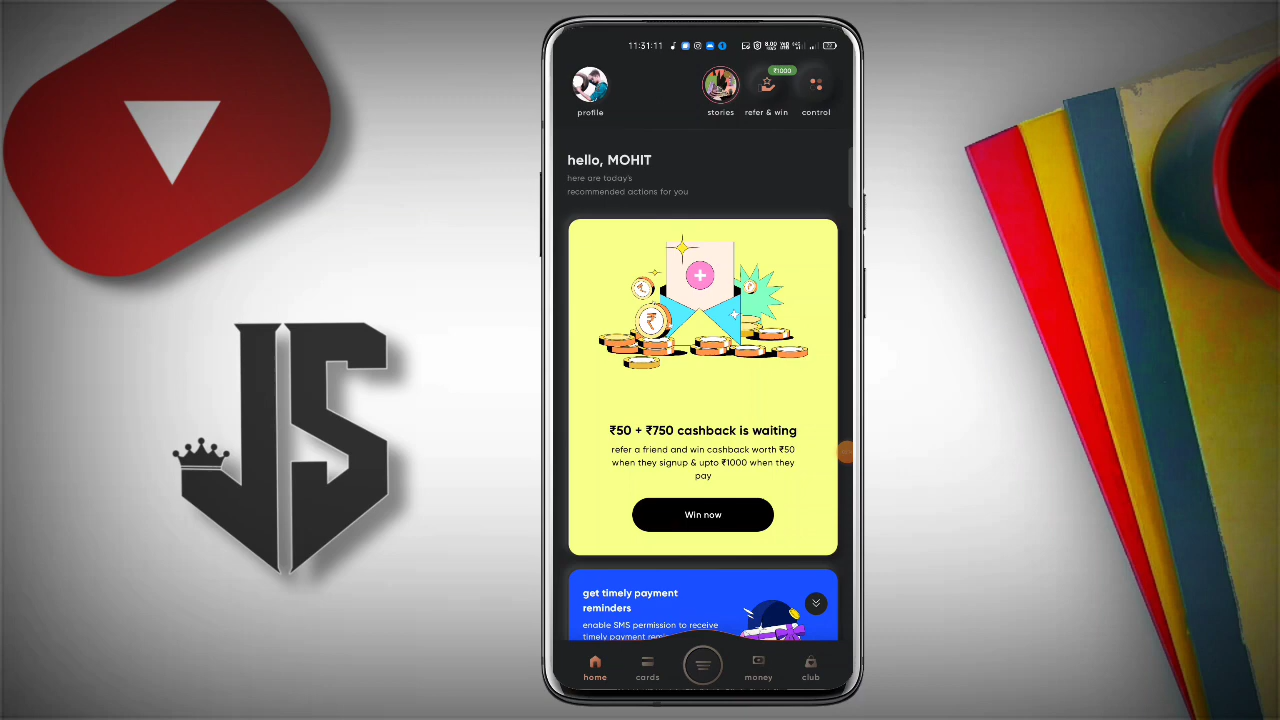 11:31:11
8.00
₹1000
profile
stories
refer & win
control
hello, MOHIT
here are today's
recommended actions for you
₹50 + ₹750 cashback is waiting
refer a friend and win cashback worth ₹50
when they signup & upto ₹1000 when they
pay
Win now
get timely payment
reminders
enable SMS permission to receive
timely payment
home
cards
money
club
JS